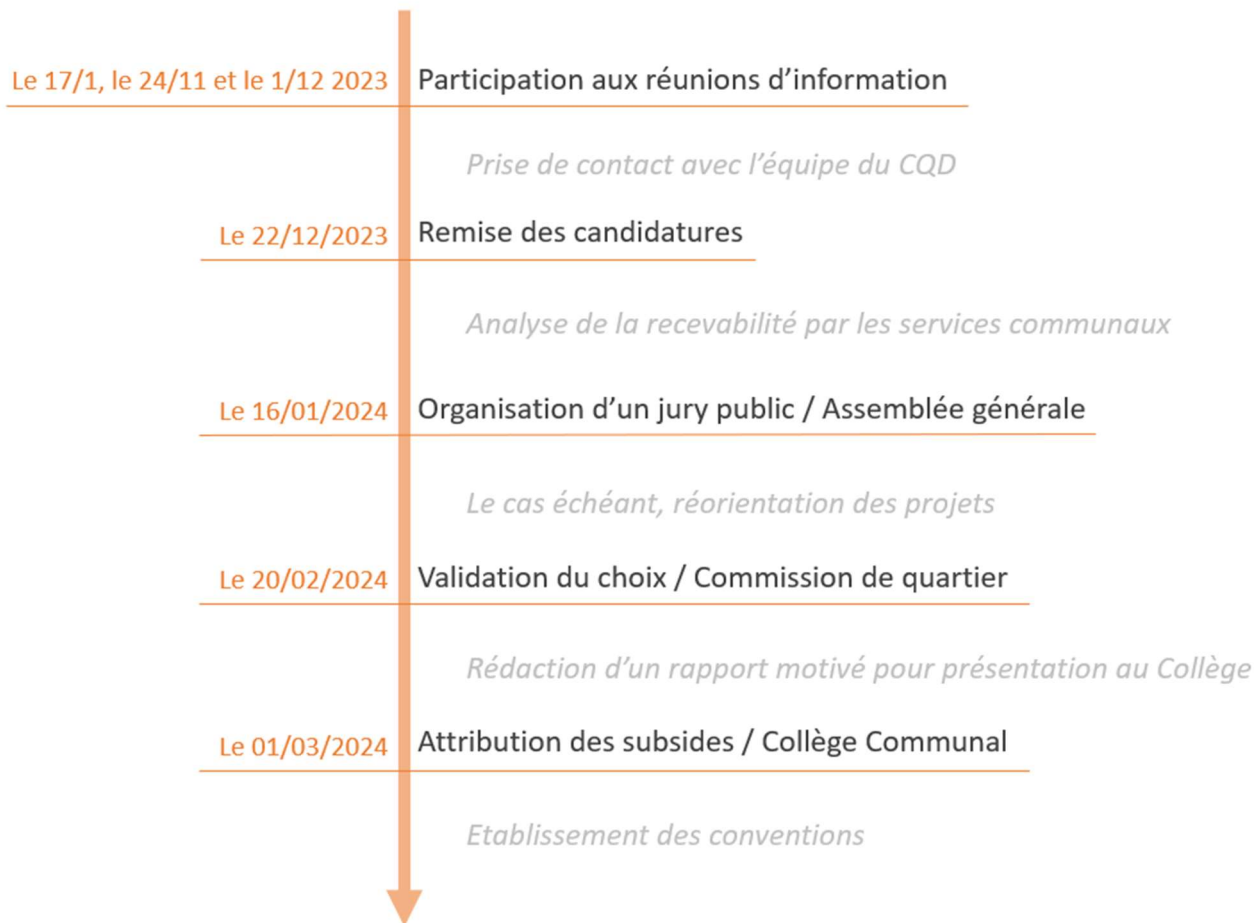 Le 17/1, le 24/11 et le 1/12 2023 Participation aux réunions d’information
Prise de contact avec l’équipe du CQD
Le 22/12/2023 Remise des candidatures
Analyse de la recevabilité par les services communaux
Le 16/01/2024 Organisation d’un jury public / Assemblée générale
Le cas échéant, réorientation des projets
Le 20/02/2024 Validation du choix / Commission de quartier
Rédaction d’un rapport motivé pour présentation au Collège
Le 01/03/2024 Attribution des subsides / Collège Communal
Etablissement des conventions